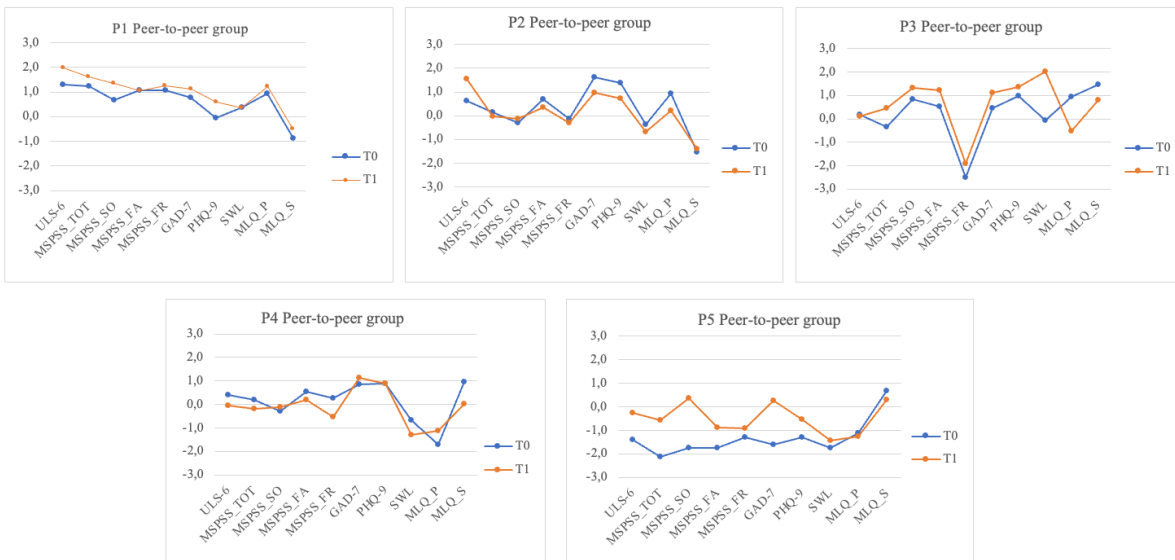 P1 Peer-to-peer group
3,0
2,0
1,0
0,0
-1,0
-2,0
-3,0
T0
T1
ULS-6
MSPSS_TOT
MSPSS_SO
MSPSS_FA
MSPSS_FR
GAD-7
PHQ-9
SWL
MLQ_P
MLQ_S
P2 Peer-to-peer group
3,0
2,0
1,0
0,0
-1,0
-2,0
-3,0
T0
T1
ULS-6
MSPSS_TOT
MSPSS_SO
MSPSS_FA
MSPSS_FR
GAD-7
PHQ-9
SWL
MLQ_P
MLQ_S
P3 Peer-to-peer group
3,0
2,0
1,0
0,0
-1,0
-2,0
-3,0
T0
T1
ULS-6
MSPSS_TOT
MSPSS_SO
MSPSS_FA
MSPSS_FR
GAD-7
PHQ-9
SWL
MLQ_P
MLQ_S
P4 Peer-to-peer group
3,0
2,0
1,0
0,0
-1,0
-2,0
-3,0
T0
T1
ULS-6
MSPSS_TOT
MSPSS_SO
MSPSS_FA
MSPSS_FR
GAD-7
PHQ-9
SWL
MLQ_P
MLQ_S
P5 Peer-to-peer group
3,0
2,0
1,0
0,0
-1,0
-2,0
-3,0
T0
T1
ULS-6
MSPSS_TOT
MSPSS_SO
MSPSS_FA
MSPSS_FR
GAD-7
PHQ-9
SWL
MLQ_P
MLQ_S